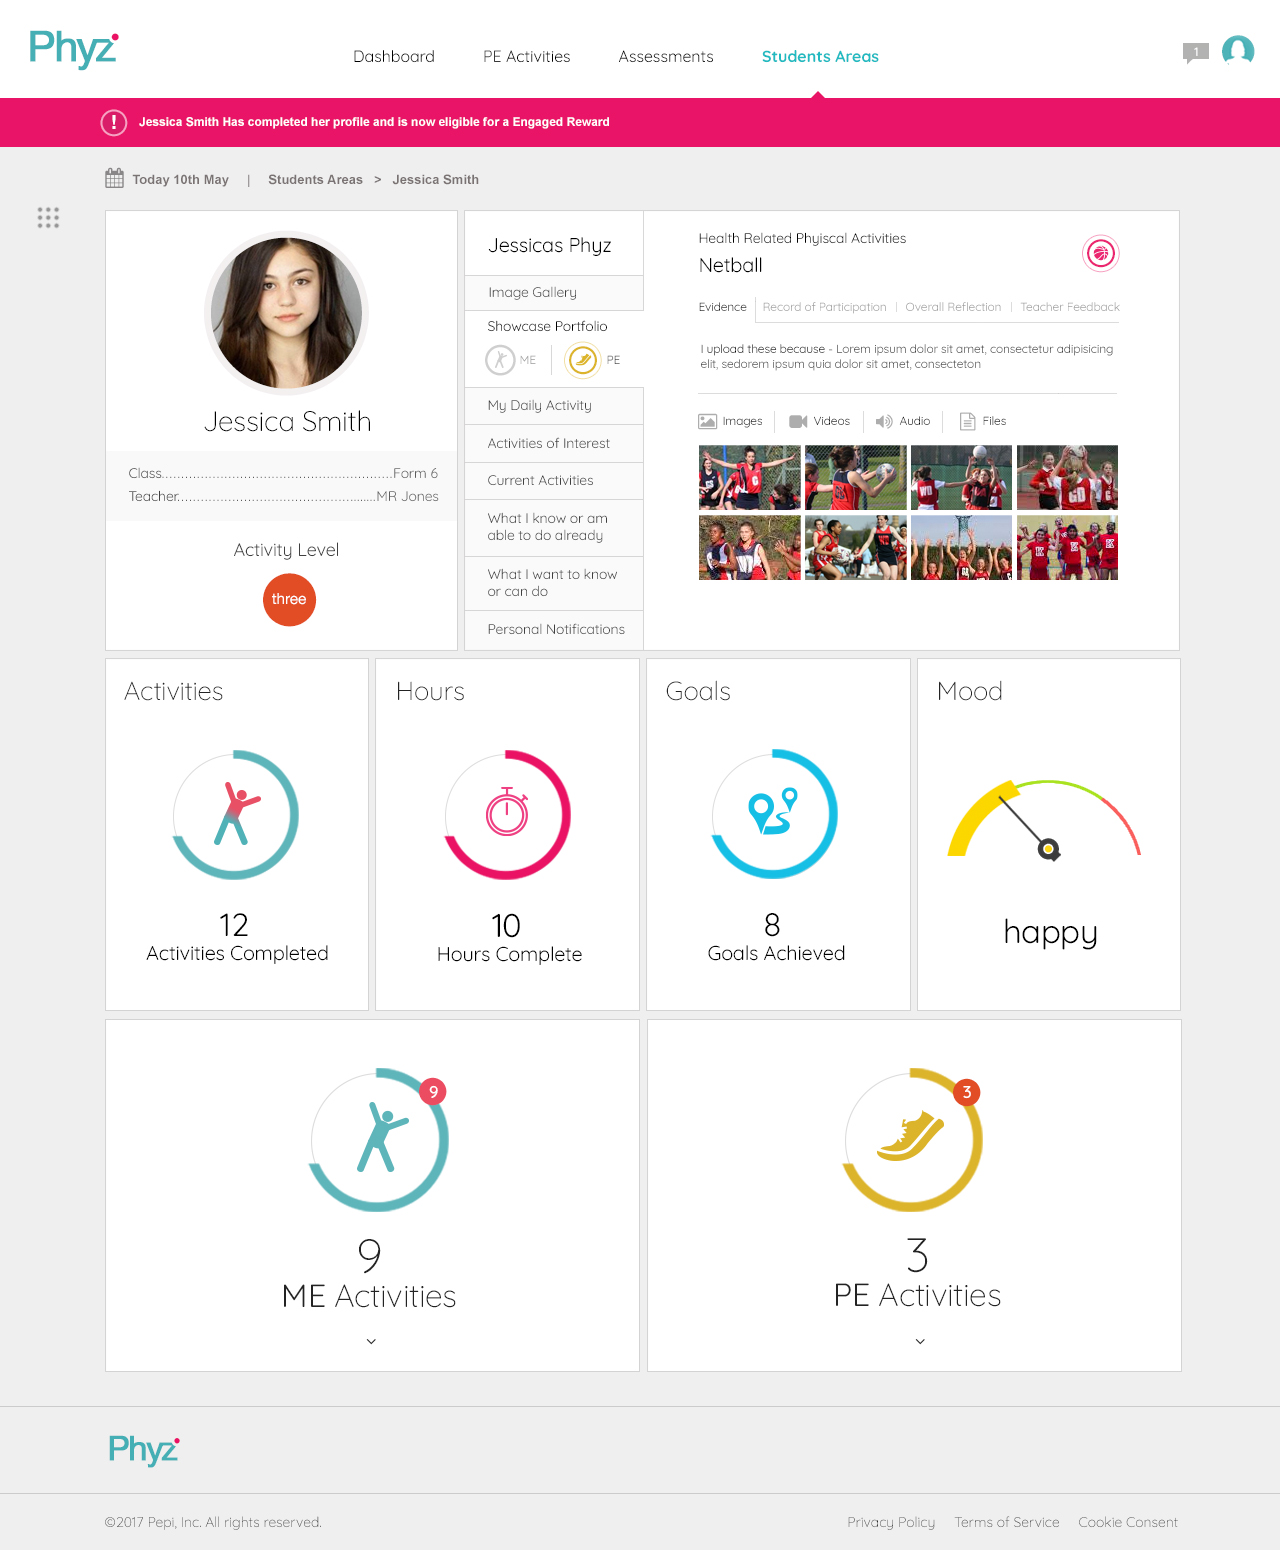 Phyz
Dashboard
PE Activities
Assessments
Students Areas
1
! Jessica Smith Has completed her profile and is now eligible for a Engaged Reward
Today 10th May | Students Areas > Jessica Smith
Jessica Smith
Class..........................................................Form 6
Teacher..................................................MR Jones
Activity Level
three
Jessicas Phyz
Image Gallery
Showcase Portfolio
ME
PE
My Daily Activity
Activities of Interest
Current Activities
What I know or am
able to do already
What I want to know
or can do
Personal Notifications
Health Related Phyiscal Activities
Netball
Evidence
Record of Participation
Overall Reflection
Teacher Feedback
I upload these because - Lorem ipsum dolor sit amet, consectetur adipisicing
elit, sedorem ipsum quia dolor sit amet, consecteton
Images
Videos
Audio
Files
G
WD
GD
K
K
K
Activities
12
Activities Completed
Hours
10
Hours Complete
Goals
8
Goals Achieved
Mood
happy
9
9
ME Activities
3
3
PE Activities
Phyz
©2017 Pepi, Inc. All rights reserved.
Privacy Policy
Terms of Service
Cookie Consent